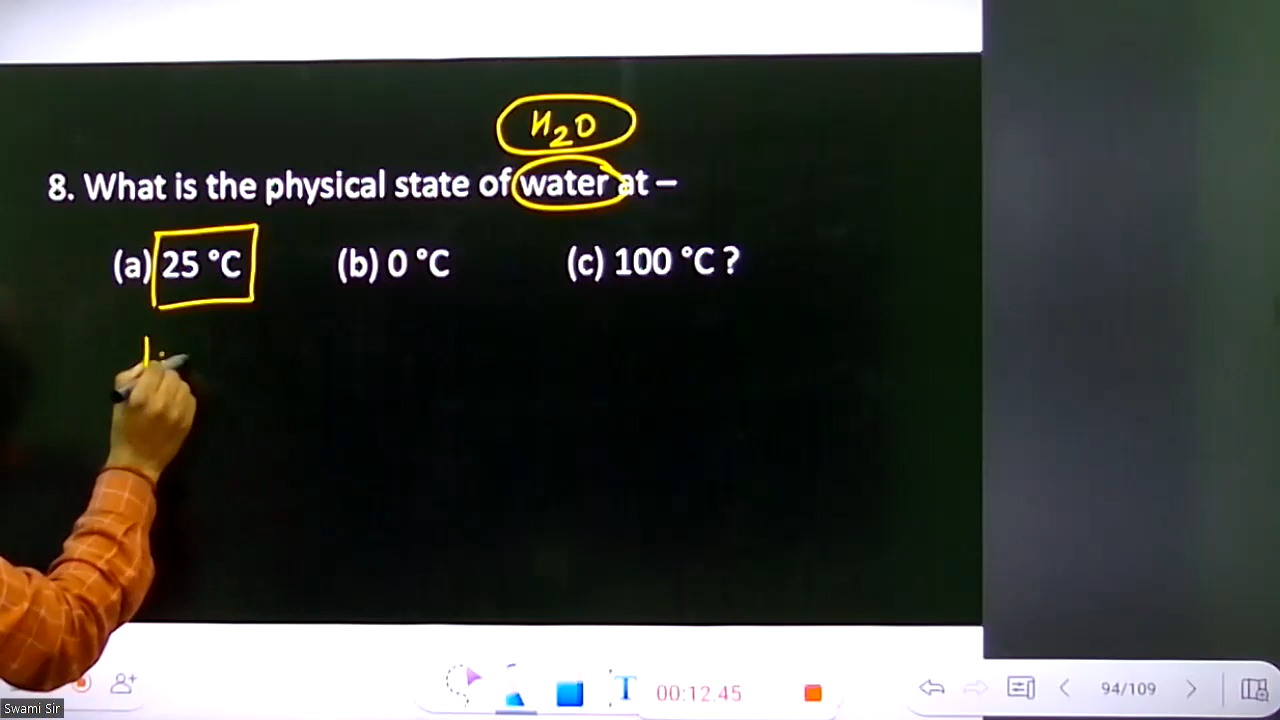 H2O
8. What is the physical state of water at –
(a) 25 °C (b) 0 °C (c) 100 °C ?
T 00:12.45 94/109
Swami Sir